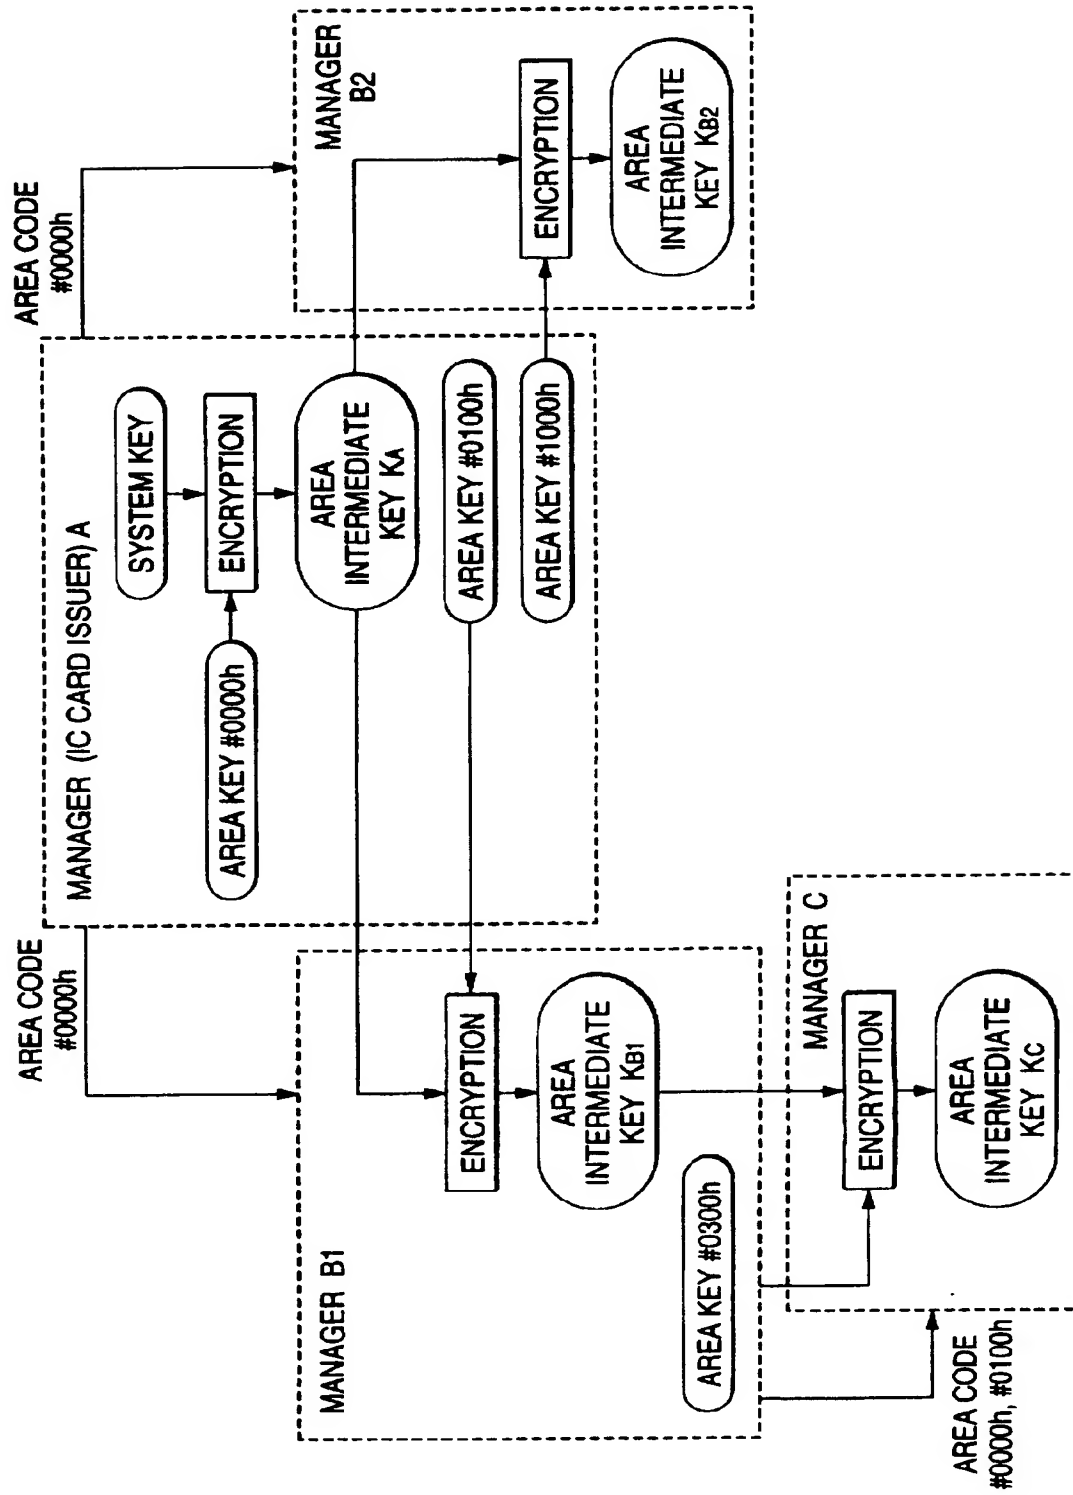 AREA CODE
#0000h
AREA CODE
#0000h
MANAGER (IC CARD ISSUER) A
SYSTEM KEY
AREA KEY #0000h
ENCRYPTION
AREA
INTERMEDIATE
KEY KA
AREA KEY #0100h
AREA KEY #1000h
MANAGER
B2
ENCRYPTION
AREA
INTERMEDIATE
KEY KB2
MANAGER B1
ENCRYPTION
AREA
INTERMEDIATE
KEY KB1
AREA KEY #0300h
MANAGER C
ENCRYPTION
AREA
INTERMEDIATE
KEY KC
AREA CODE
#0000h, #0100h